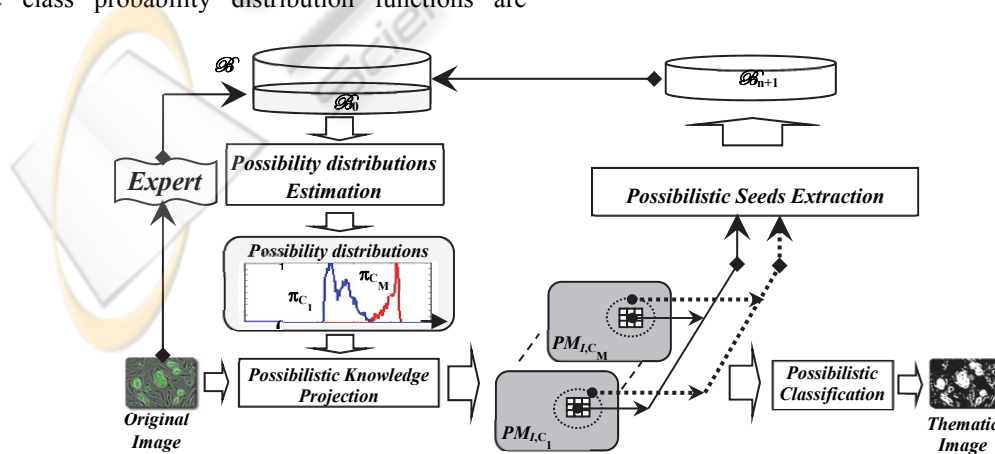 class probability distribution functions are
ℬ
ℬ0
ℬn+1
Possibility distributions
Estimation
Expert
Possibilistic Seeds Extraction
Possibility distributions
1
πC1
πCM
PMI,CM
Possibilistic Knowledge
Projection
Possibilistic
Classification
PMI,C1
Original
Image
Thematic
Image